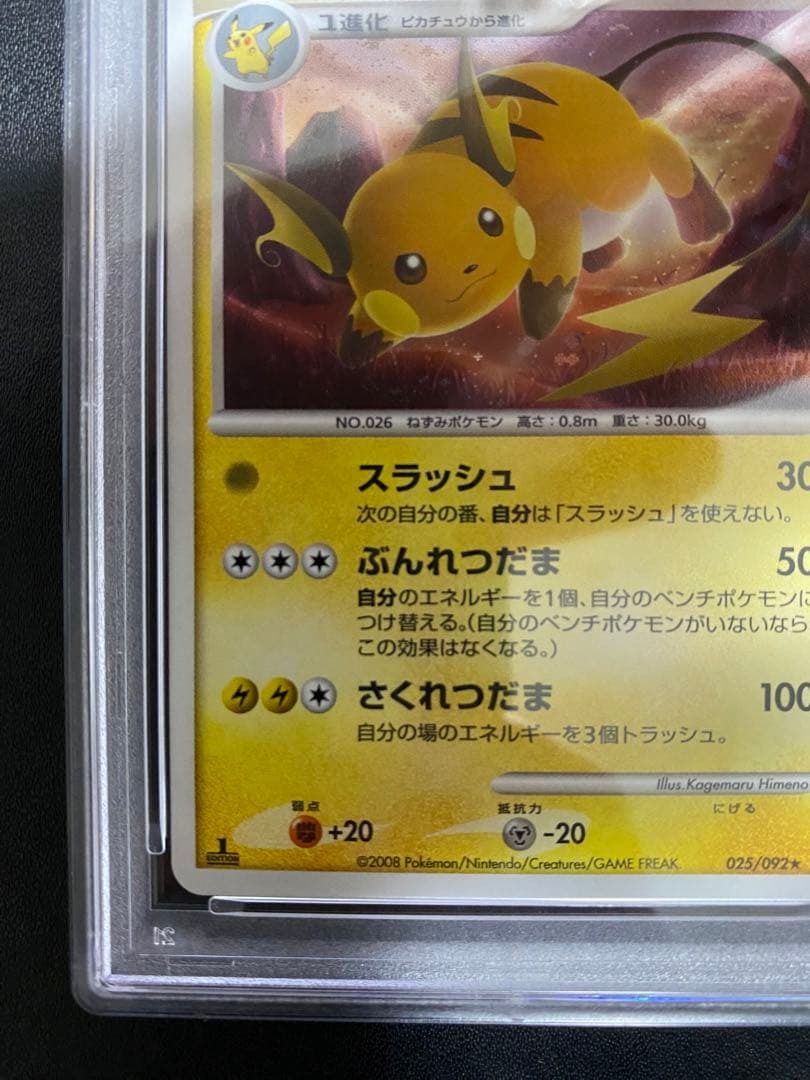 1進化 ピカチュウから進化
NO.026 ねずみポケモン 高さ:0.8m 重さ:30.0kg
スラッシュ 30
次の自分の番、自分は「スラッシュ」を使えない。
ぶんれつだま 50
自分のエネルギーを1個、自分のベンチポケモンに
つけ替える。(自分のベンチポケモンがいないなら
この効果はなくなる。)
さくれつだま 100
自分の場のエネルギーを3個トラッシュ。
Illus.Kagemaru Himeno
弱点 抵抗力 にげる
+20 -20
1 EDITION
©2008 Pokémon/Nintendo/Creatures/GAME FREAK 025/092★
21